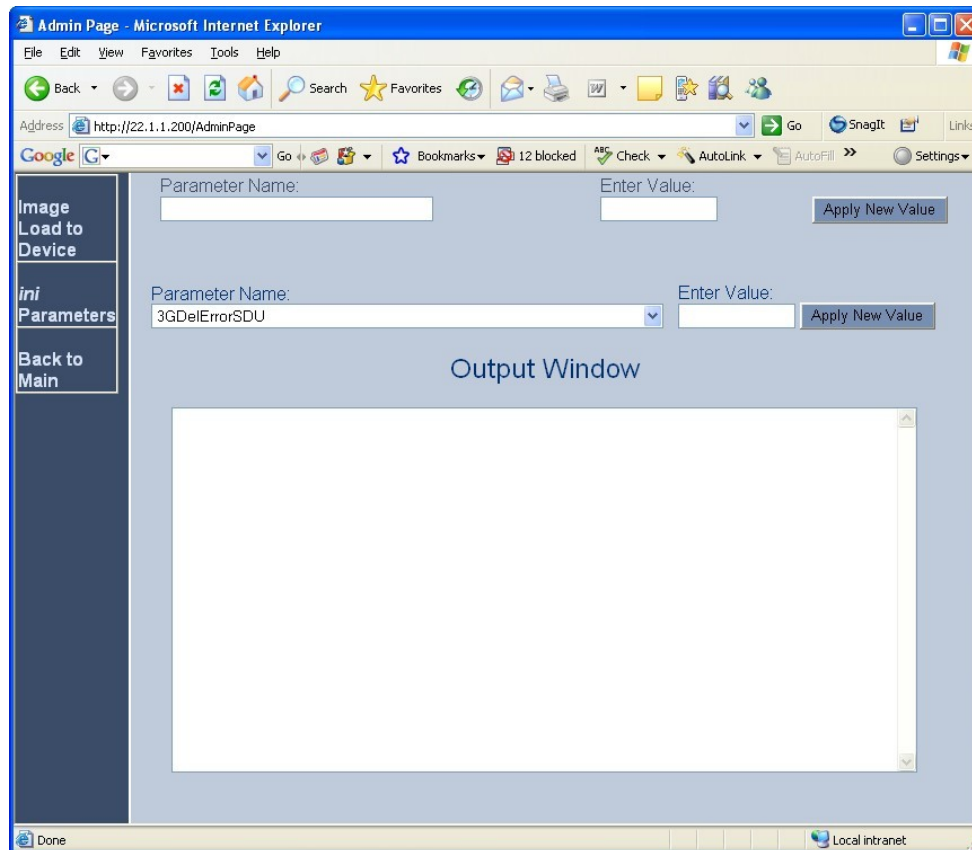 Admin Page - Microsoft Internet Explorer
File Edit View Favorites Tools Help
Back Search Favorites
Address http://22.1.1.200/AdminPage Go SnagIt Links
Google G Go Bookmarks 12 blocked ABC Check AutoLink AutoFill >> Settings
Image
Load to
Device
ini
Parameters
Back to
Main
Parameter Name: Enter Value:
Apply New Value
Parameter Name: Enter Value:
3GDelErrorSDU Apply New Value
Output Window
Done Local intranet